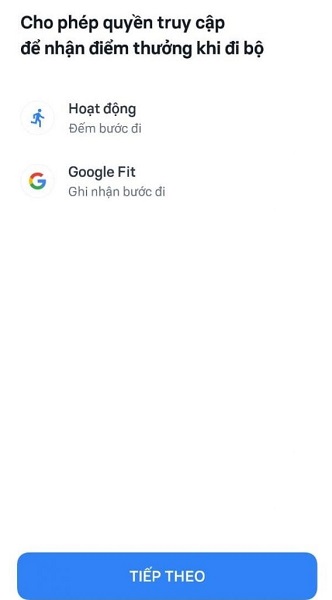 Cho phép quyền truy cập
để nhận điểm thưởng khi đi bộ
Hoạt động
Đếm bước đi
Google Fit
Ghi nhận bước đi
TIẾP THEO